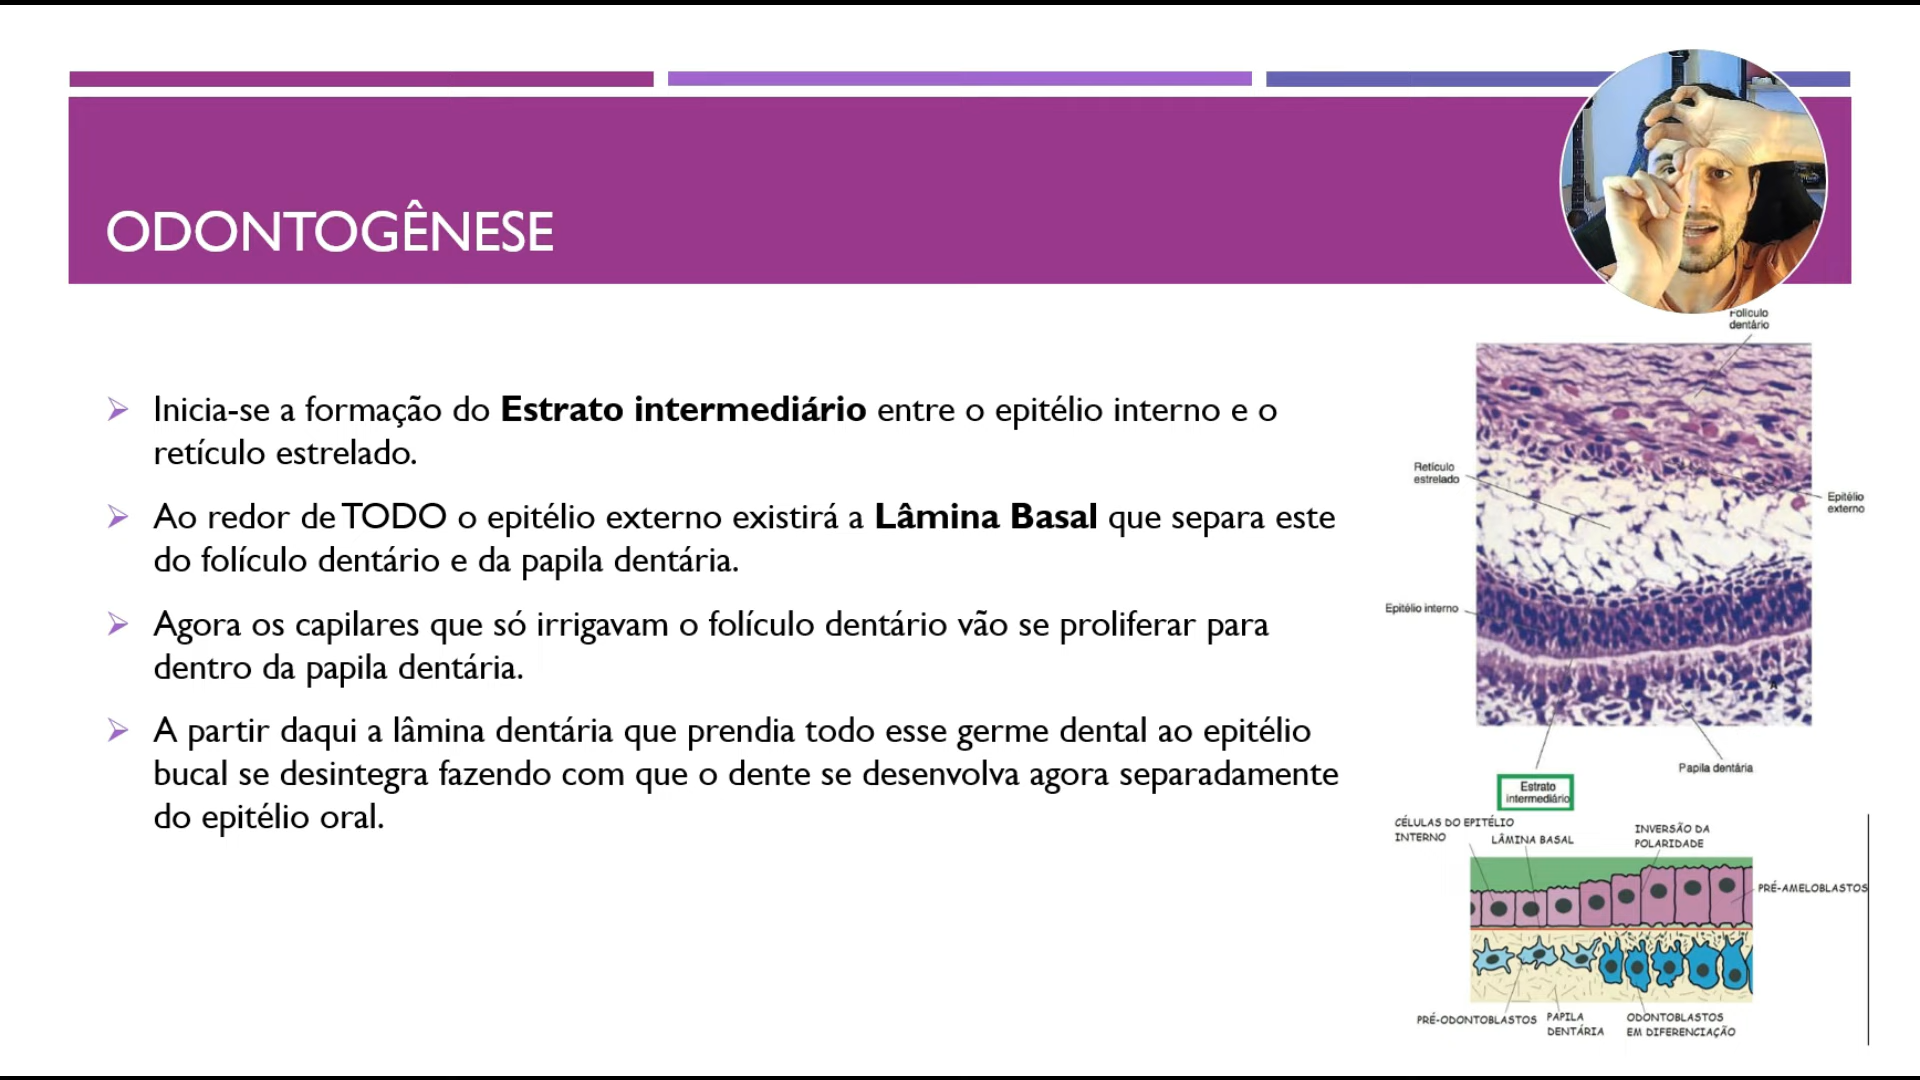 ODONTOGÊNESE
Inicia-se a formação do Estrato intermediário entre o epitélio interno e o
retículo estrelado.
Ao redor de TODO o epitélio externo existirá a Lâmina Basal que separa este
do folículo dentário e da papila dentária.
Agora os capilares que só irrigavam o folículo dentário vão se proliferar para
dentro da papila dentária.
A partir daqui a lâmina dentária que prendia todo esse germe dental ao epitélio
bucal se desintegra fazendo com que o dente se desenvolva agora separadamente
do epitélio oral.
Folículo
dentário
Retículo
estrelado
Epitélio
externo
Epitélio interno
A
Papila dentária
Estrato
intermediário
CÉLULAS DO EPITÉLIO
INTERNO
LÂMINA BASAL
INVERSÃO DA
POLARIDADE
PRÉ-AMELOBLASTOS
PRÉ-ODONTOBLASTOS
PAPILA
DENTÁRIA
ODONTOBLASTOS
EM DIFERENCIAÇÃO